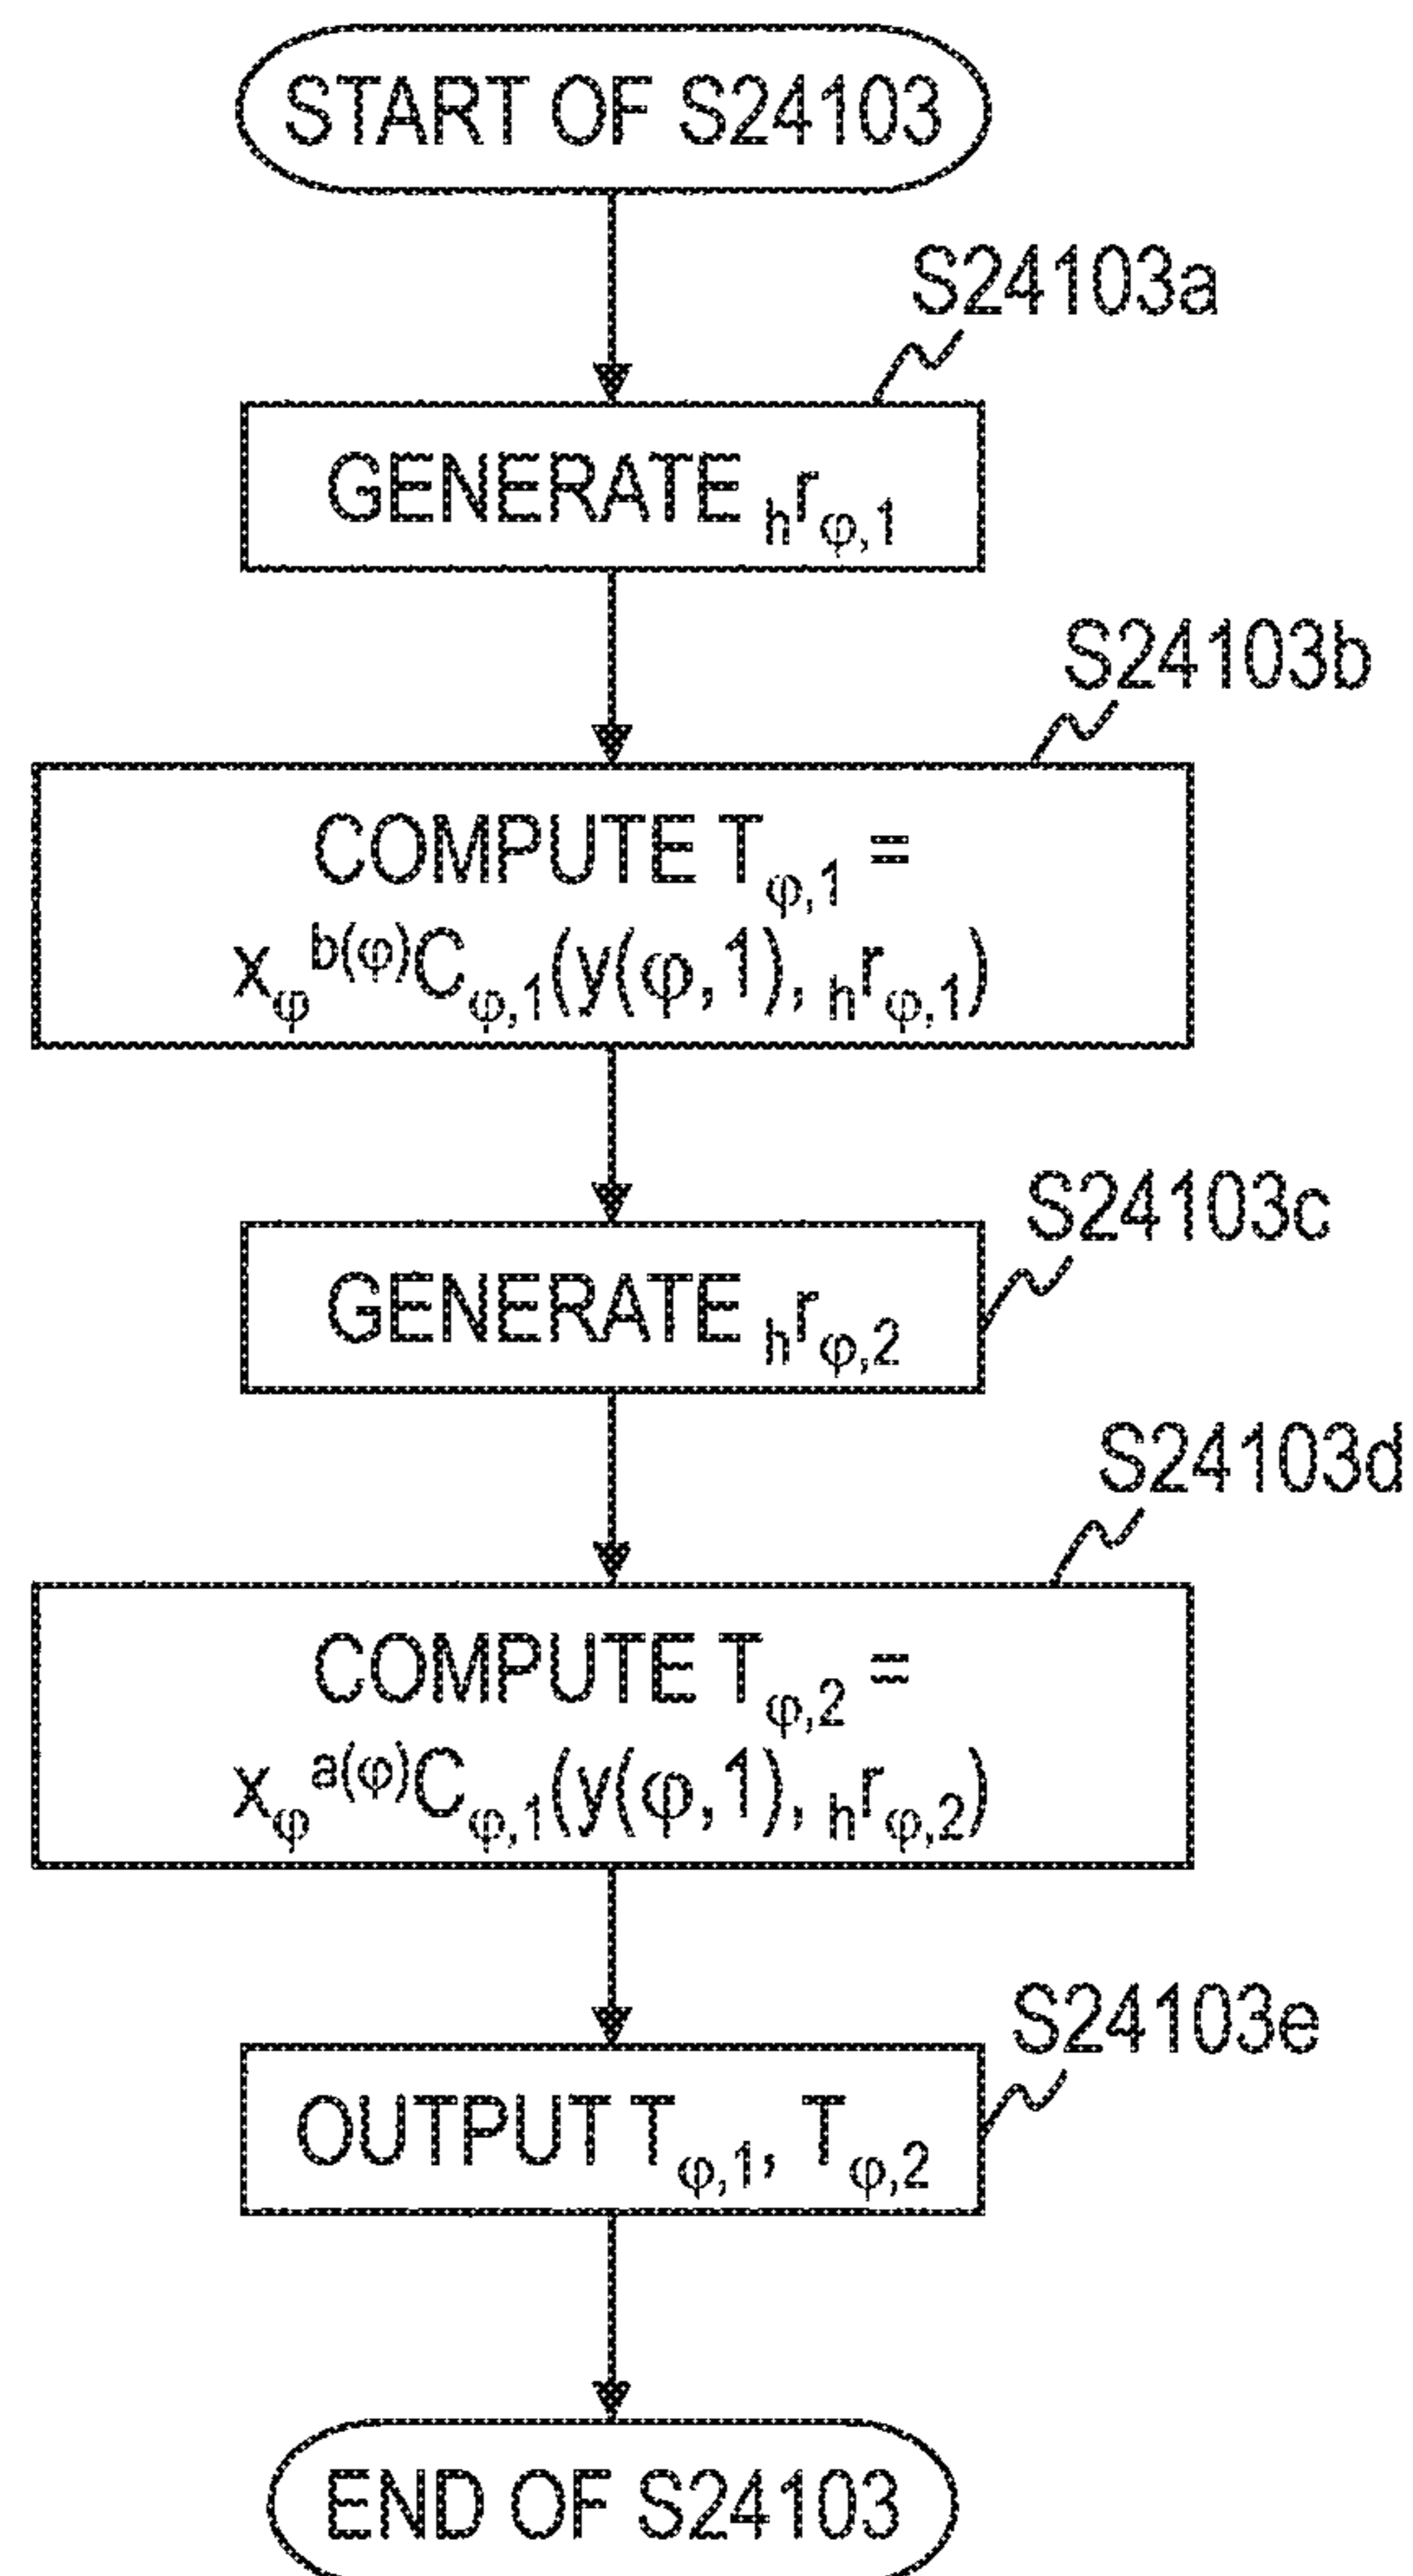 START OF S24103
S24103a
GENERATE ₕrφ,₁
S24103b
COMPUTE Tφ,₁ =
xφᵇ⁽ᵠ⁾Cφ,₁(y(φ,1), ₕrφ,₁)
S24103c
GENERATE ₕrφ,₂
S24103d
COMPUTE Tφ,₂ =
xφᵃ⁽ᵠ⁾Cφ,₁(y(φ,1), ₕrφ,₂)
S24103e
OUTPUT Tφ,₁, Tφ,₂
END OF S24103